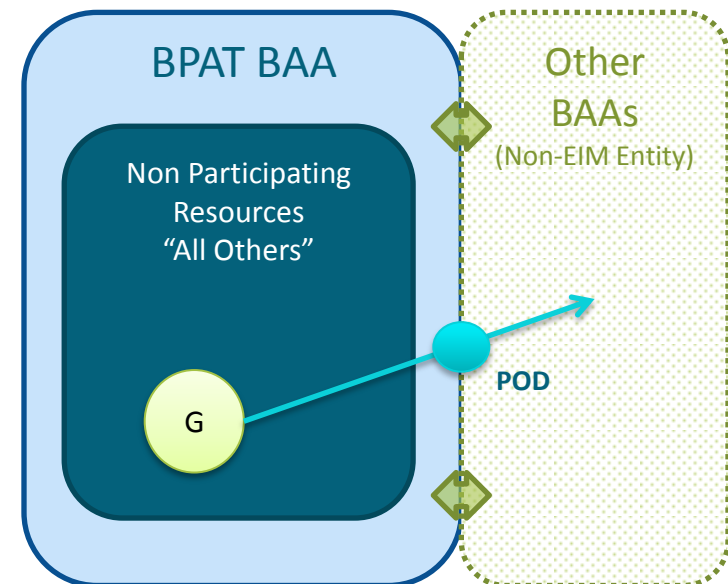 BPAT BAA
Non Participating
Resources
“All Others”
G
Other
BAAs
(Non-EIM Entity)
POD